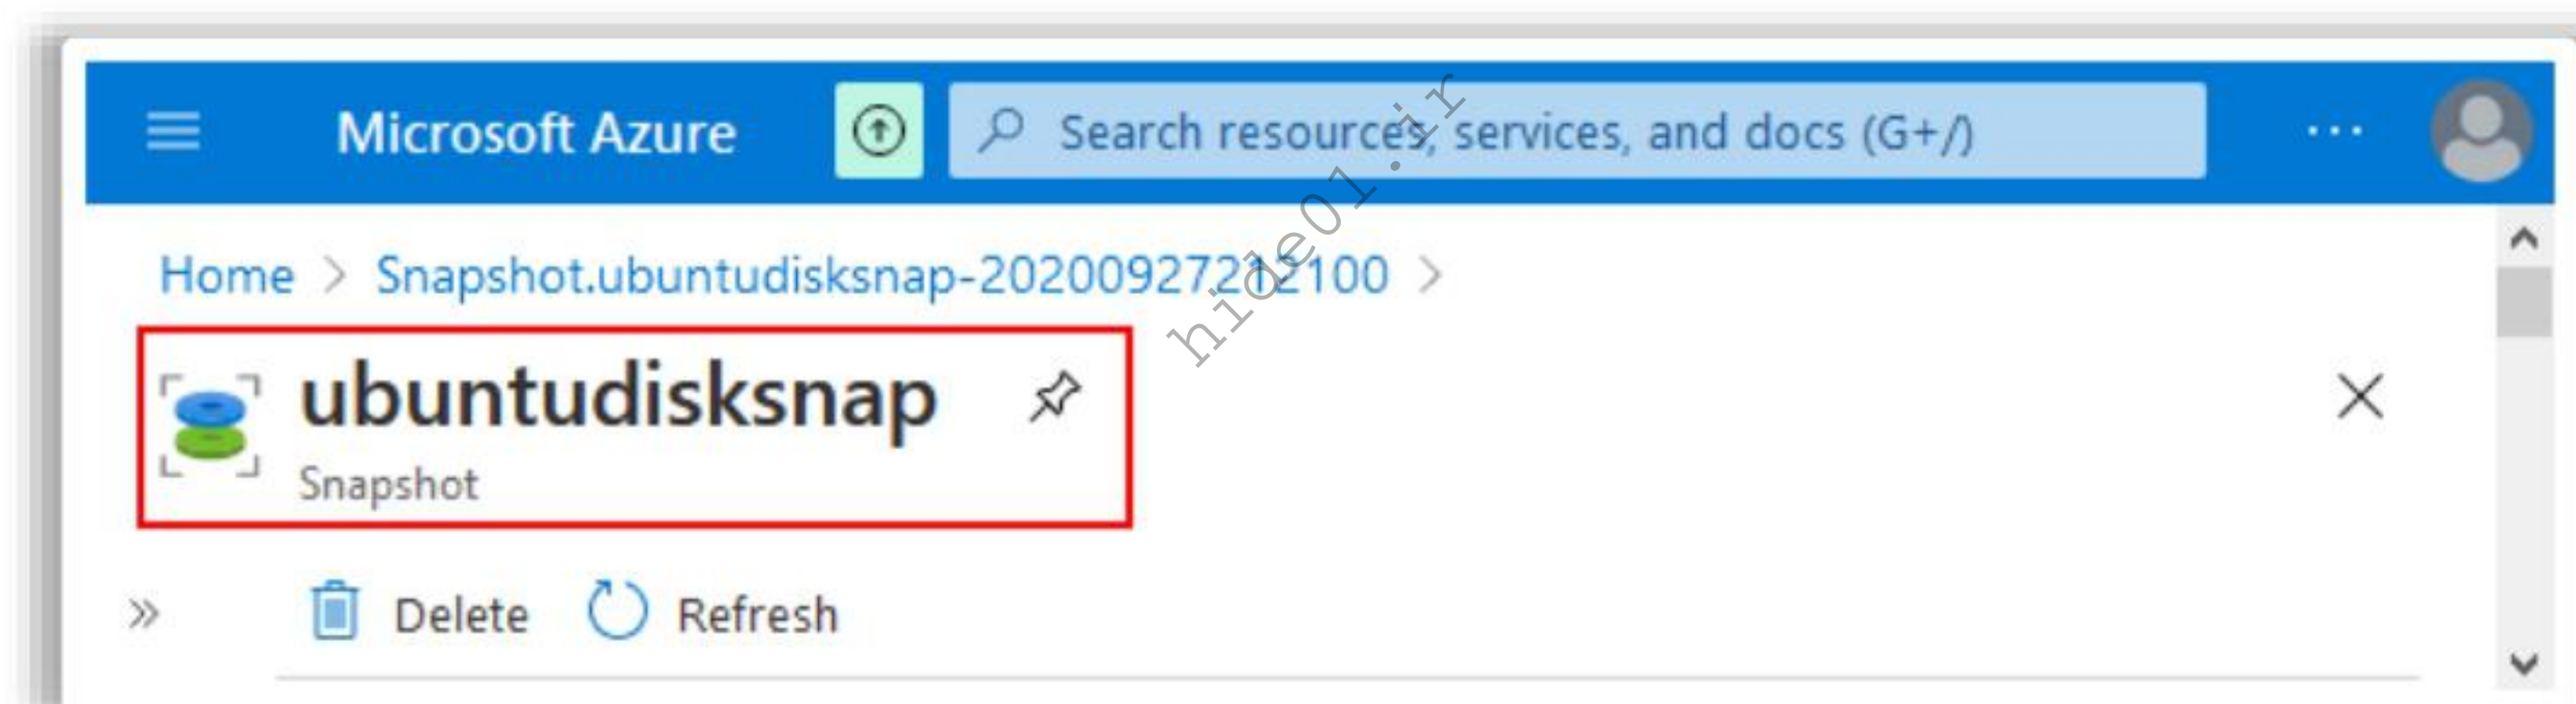 Microsoft Azure
Search resources, services, and docs (G+/)
Home > Snapshot.ubuntudisksnap-20200927212100 >
ubuntudisksnap
Snapshot
Delete
Refresh
hide01.ir